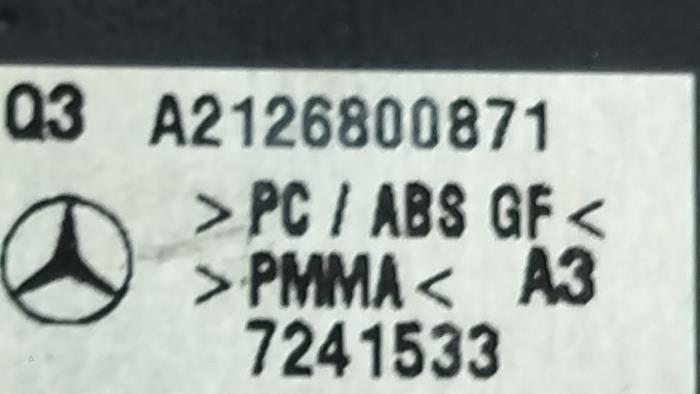 Q3 A2126800871
>PC / ABS GF<
>PMMA< A3
7241533